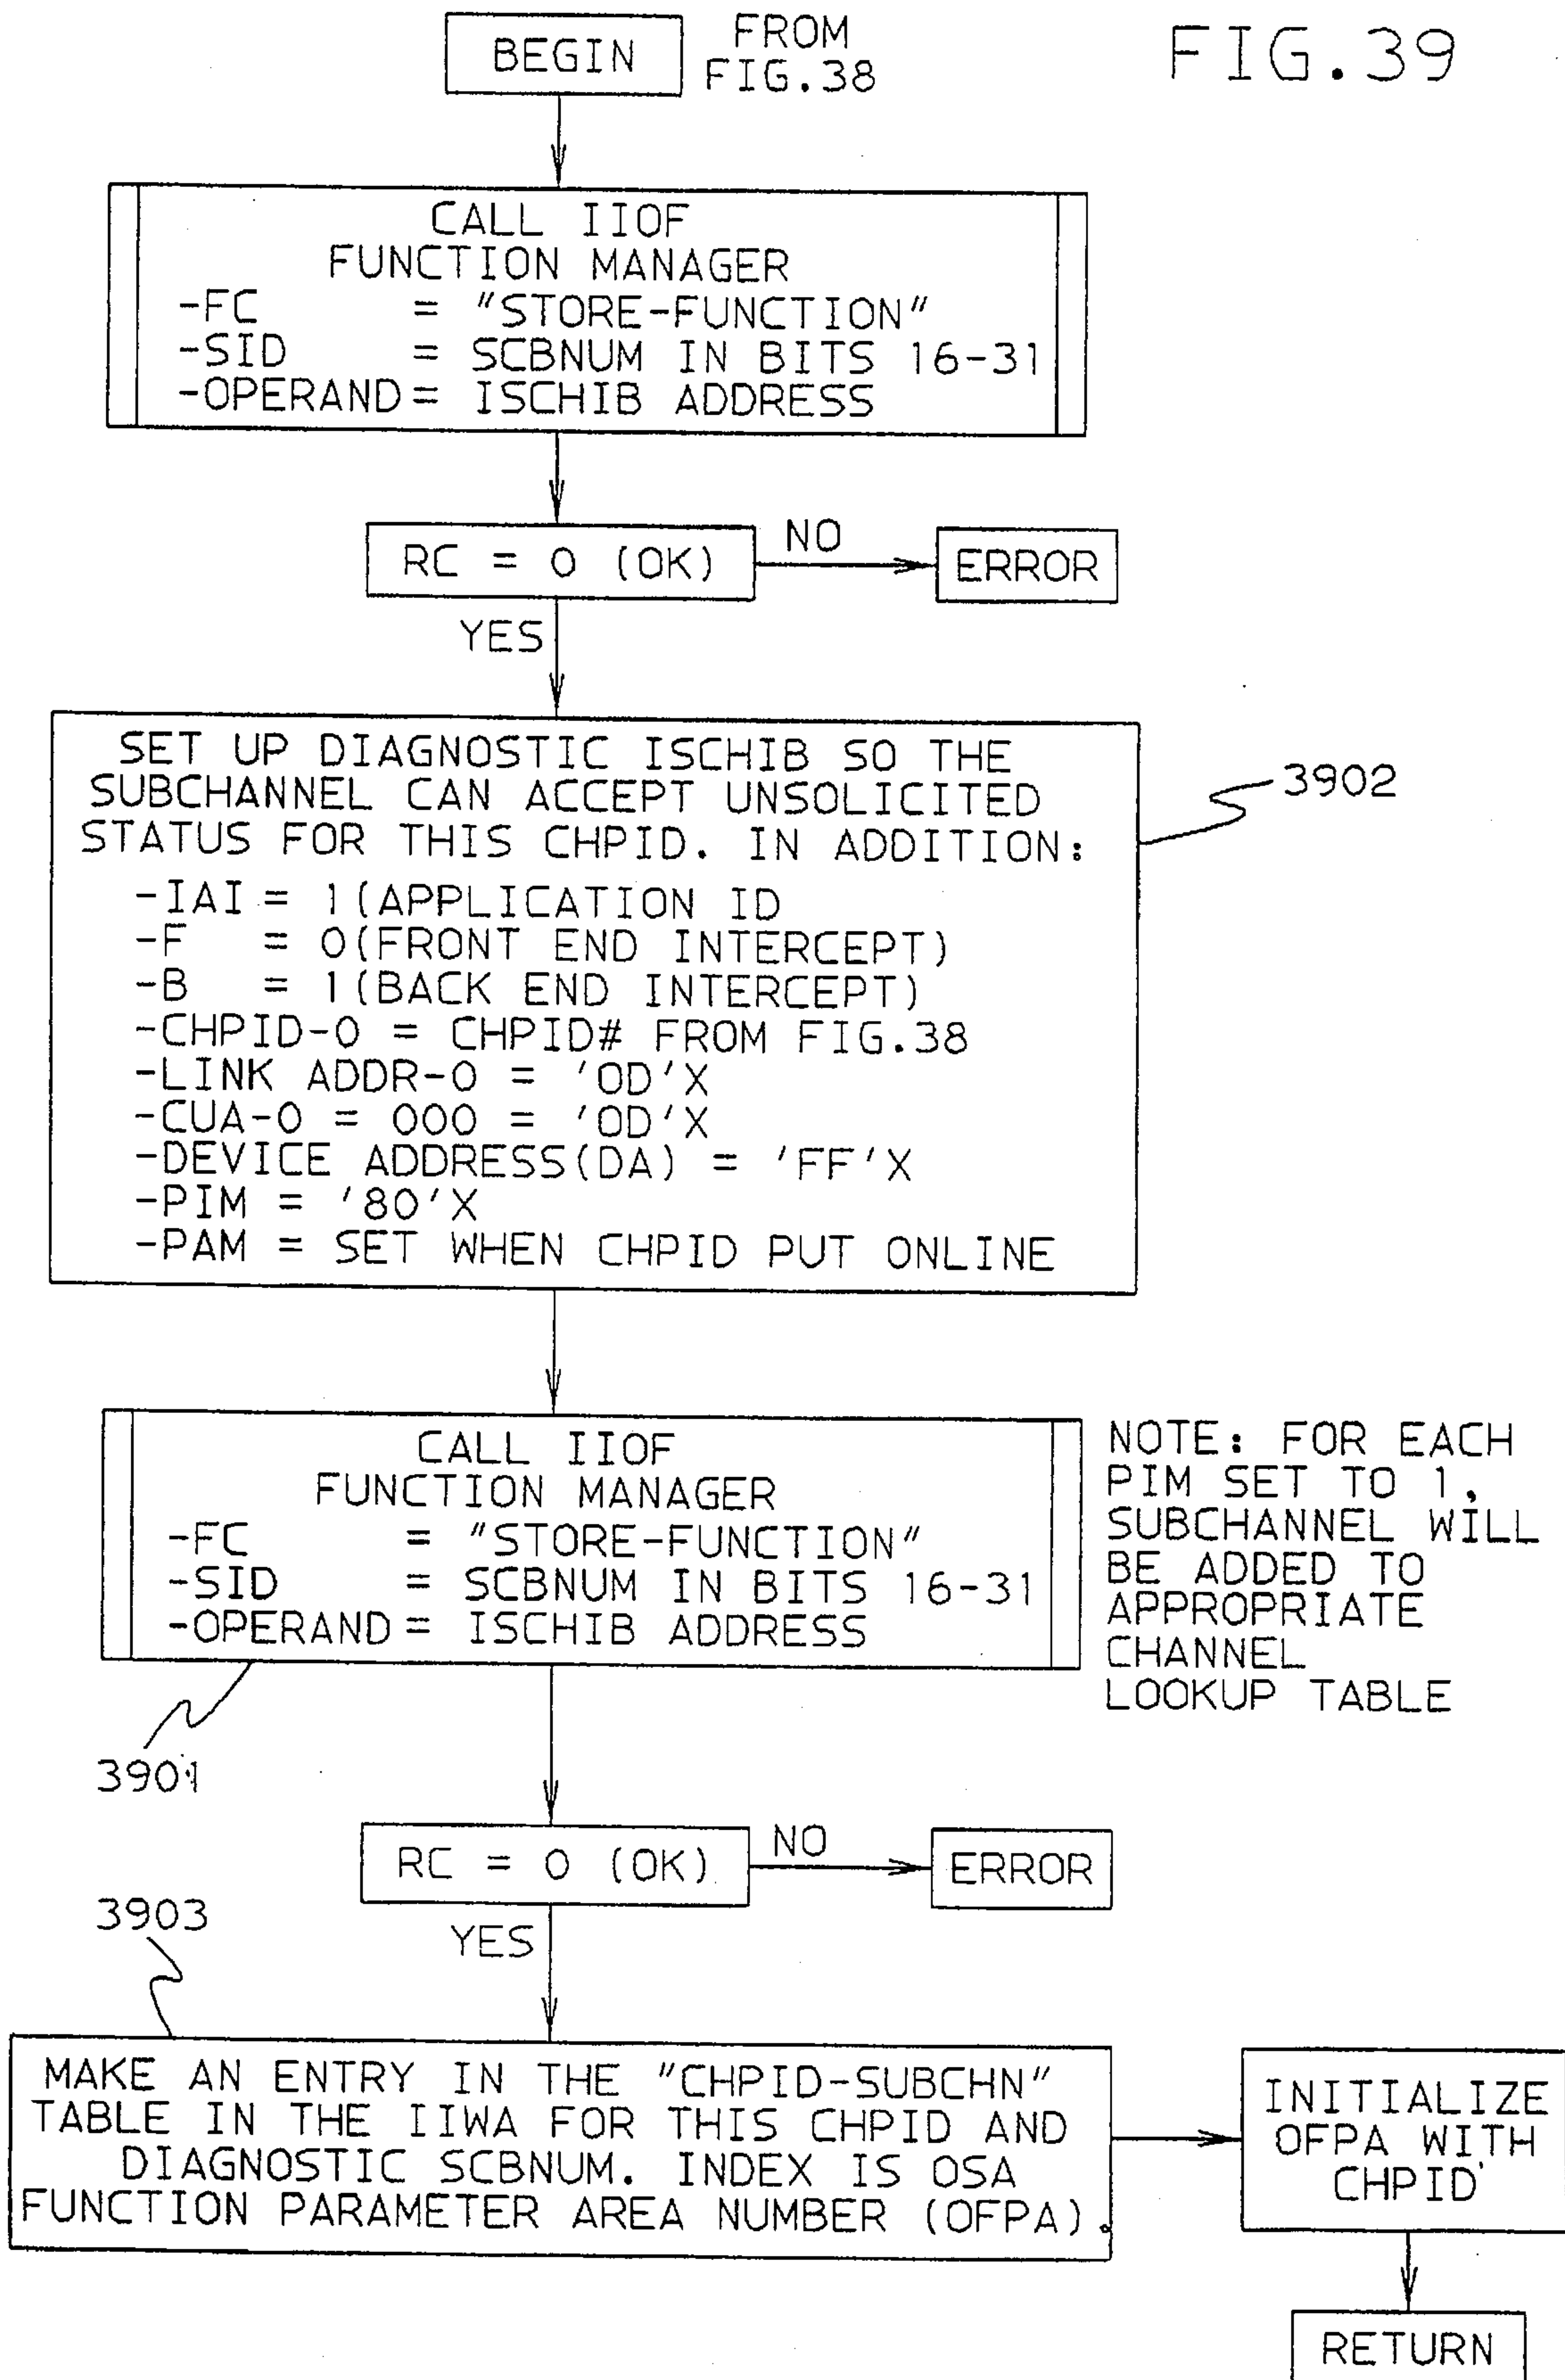 BEGIN
FROM
FIG.38
FIG.39
CALL IIOF
FUNCTION MANAGER
-FC = "STORE-FUNCTION"
-SID = SCBNUM IN BITS 16-31
-OPERAND = ISCHIB ADDRESS
RC = 0 (OK)
NO
ERROR
YES
SET UP DIAGNOSTIC ISCHIB SO THE
SUBCHANNEL CAN ACCEPT UNSOLICITED
STATUS FOR THIS CHPID. IN ADDITION:
-IAI = 1(APPLICATION ID
-F = 0(FRONT END INTERCEPT)
-B = 1(BACK END INTERCEPT)
-CHPID-0 = CHPID# FROM FIG.38
-LINK ADDR-0 = '0D'X
-CUA-0 = 000 = '0D'X
-DEVICE ADDRESS(DA) = 'FF'X
-PIM = '80'X
-PAM = SET WHEN CHPID PUT ONLINE
3902
CALL IIOF
FUNCTION MANAGER
-FC = "STORE-FUNCTION"
-SID = SCBNUM IN BITS 16-31
-OPERAND = ISCHIB ADDRESS
NOTE: FOR EACH
PIM SET TO 1,
SUBCHANNEL WILL
BE ADDED TO
APPROPRIATE
CHANNEL
LOOKUP TABLE
3901
RC = 0 (OK)
NO
ERROR
3903
YES
MAKE AN ENTRY IN THE "CHPID-SUBCHN"
TABLE IN THE IIWA FOR THIS CHPID AND
DIAGNOSTIC SCBNUM. INDEX IS OSA
FUNCTION PARAMETER AREA NUMBER (OFPA).
INITIALIZE
OFPA WITH
CHPID
RETURN